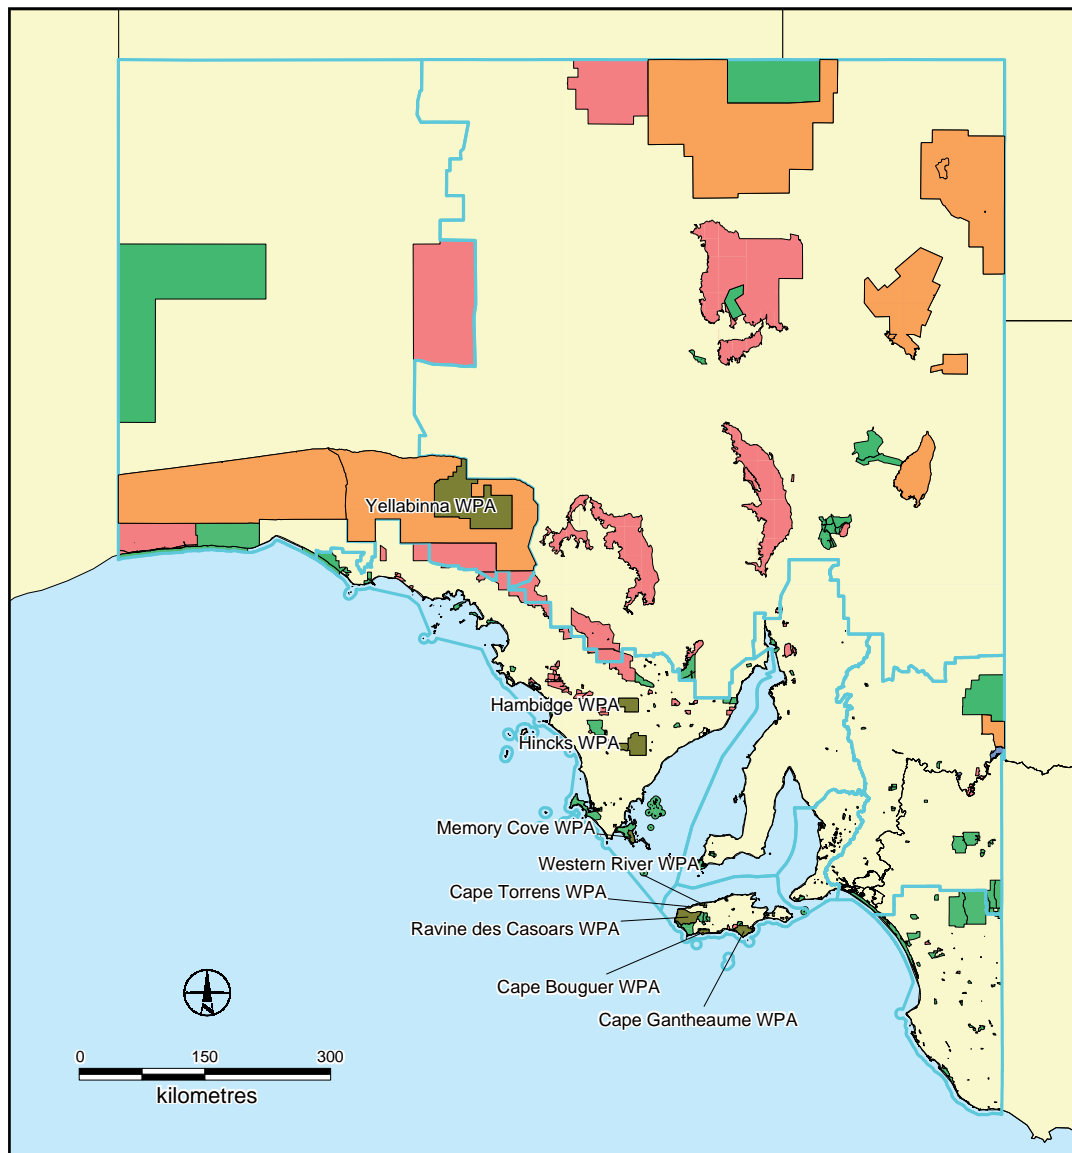 Yellabinna WPA
Hambidge WPA
Hincks WPA
Memory Cove WPA
Western River WPA
Cape Torrens WPA
Ravine des Casoars WPA
Cape Bouguer WPA
Cape Gantheaume WPA
N
0 150 300
kilometres